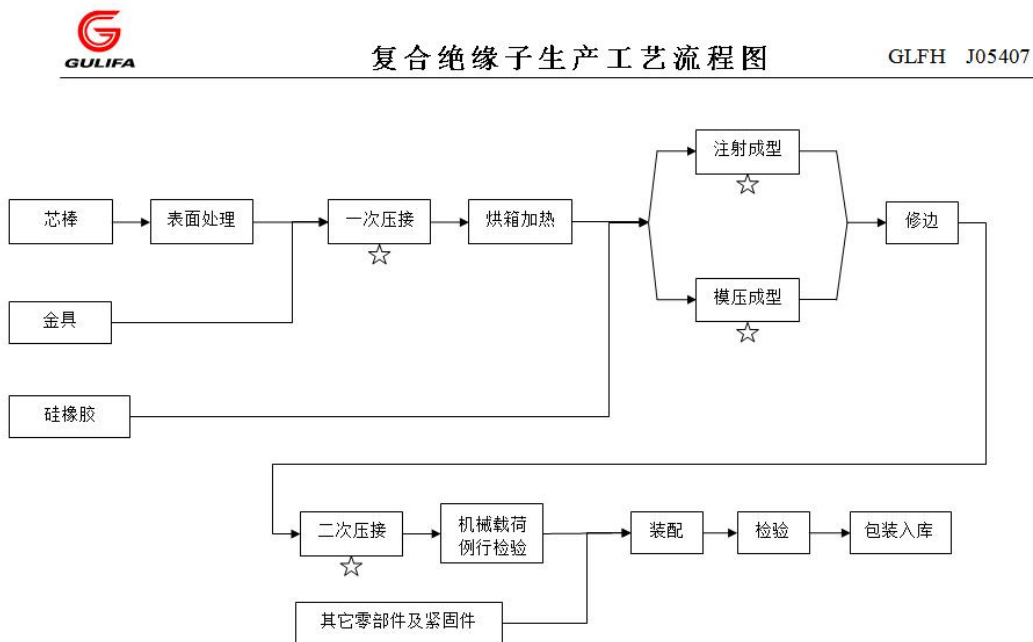 GULIFA
复合绝缘子生产工艺流程图
GLFH J05407
注射成型
芯棒
表面处理
一次压接
烘箱加热
修边
金具
模压成型
硅橡胶
二次压接
机械载荷
例行检验
装配
检验
包装入库
其它零部件及紧固件